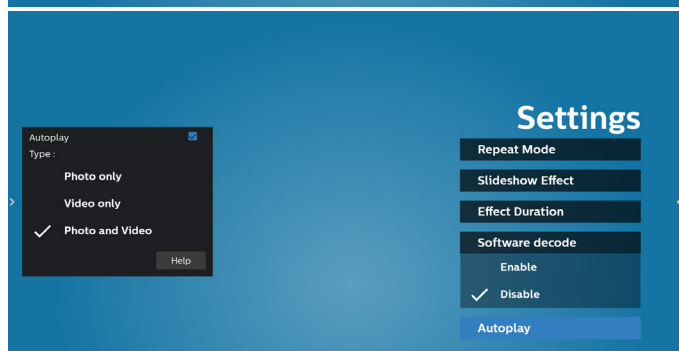 Settings
Autoplay
Type :
Photo only
Video only
Photo and Video
Help
Repeat Mode
Slideshow Effect
Effect Duration
Software decode
Enable
Disable
Autoplay